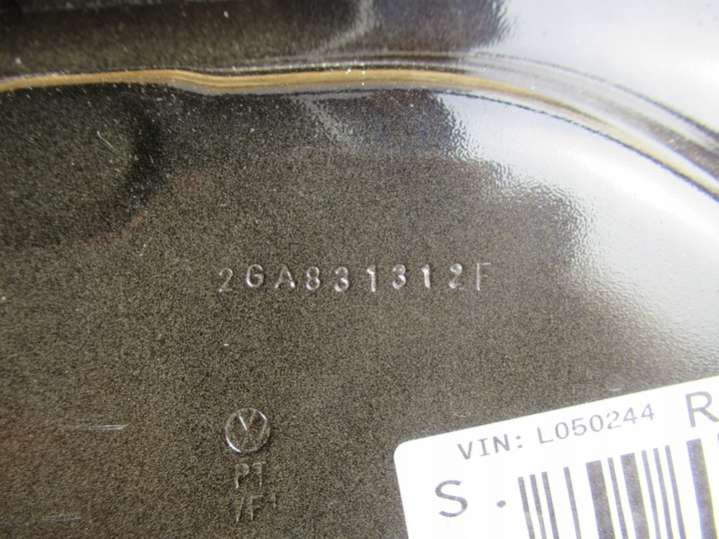 2GA831312F
PT
VIN: L050244 R
S.